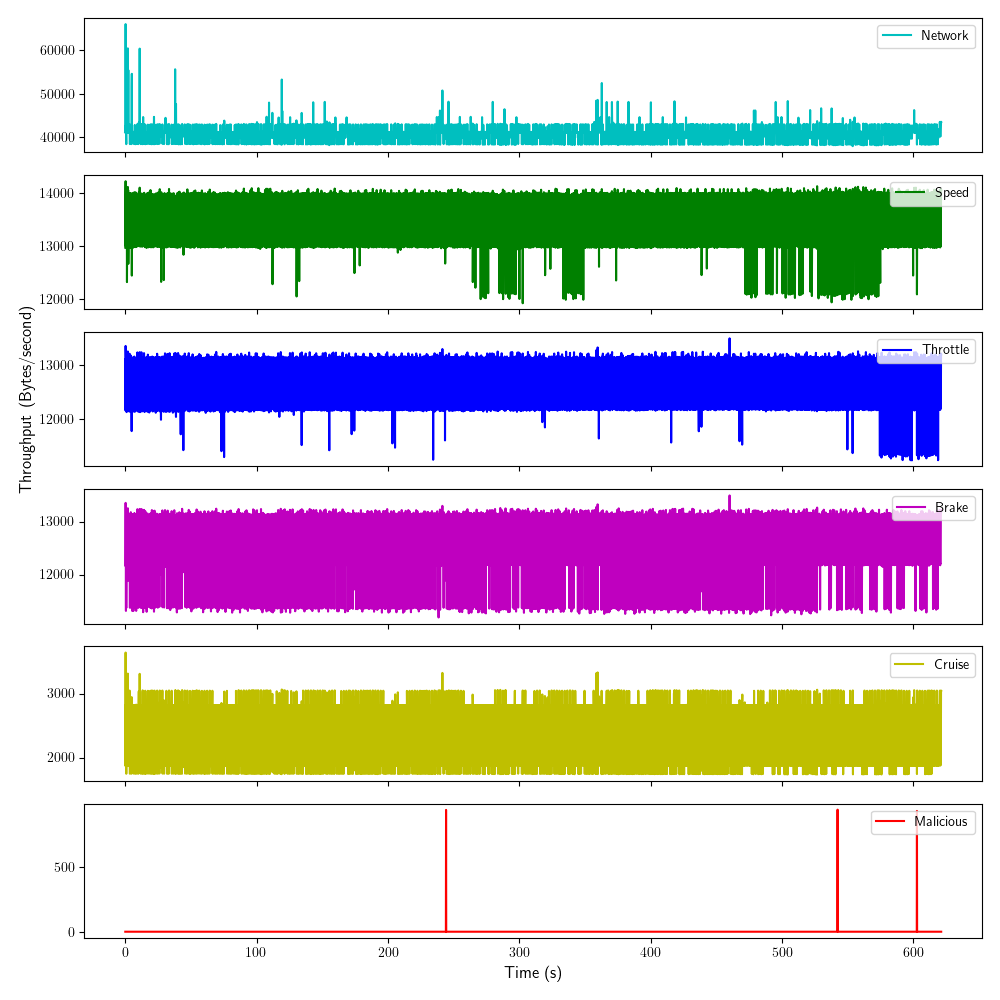 Network
60000
50000
40000
Speed
14000
13000
12000
Throttle
13000
12000
Throughput (Bytes/second)
Brake
13000
12000
Cruise
3000
2000
Malicious
500
0
0 100 200 300 400 500 600
Time (s)